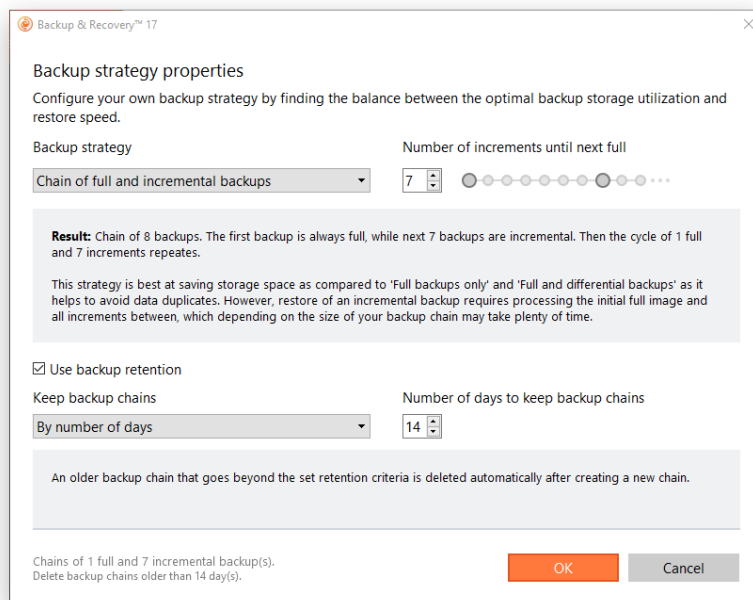 Backup & Recovery™ 17
Backup strategy properties
Configure your own backup strategy by finding the balance between the optimal backup storage utilization and
restore speed.
Backup strategy
Number of increments until next full
Chain of full and incremental backups
7
Result: Chain of 8 backups. The first backup is always full, while next 7 backups are incremental. Then the cycle of 1 full
and 7 increments repeates.
This strategy is best at saving storage space as compared to 'Full backups only' and 'Full and differential backups' as it
helps to avoid data duplicates. However, restore of an incremental backup requires processing the initial full image and
all increments between, which depending on the size of your backup chain may take plenty of time.
Use backup retention
Keep backup chains
Number of days to keep backup chains
By number of days
14
An older backup chain that goes beyond the set retention criteria is deleted automatically after creating a new chain.
Chains of 1 full and 7 incremental backup(s).
Delete backup chains older than 14 day(s).
OK
Cancel